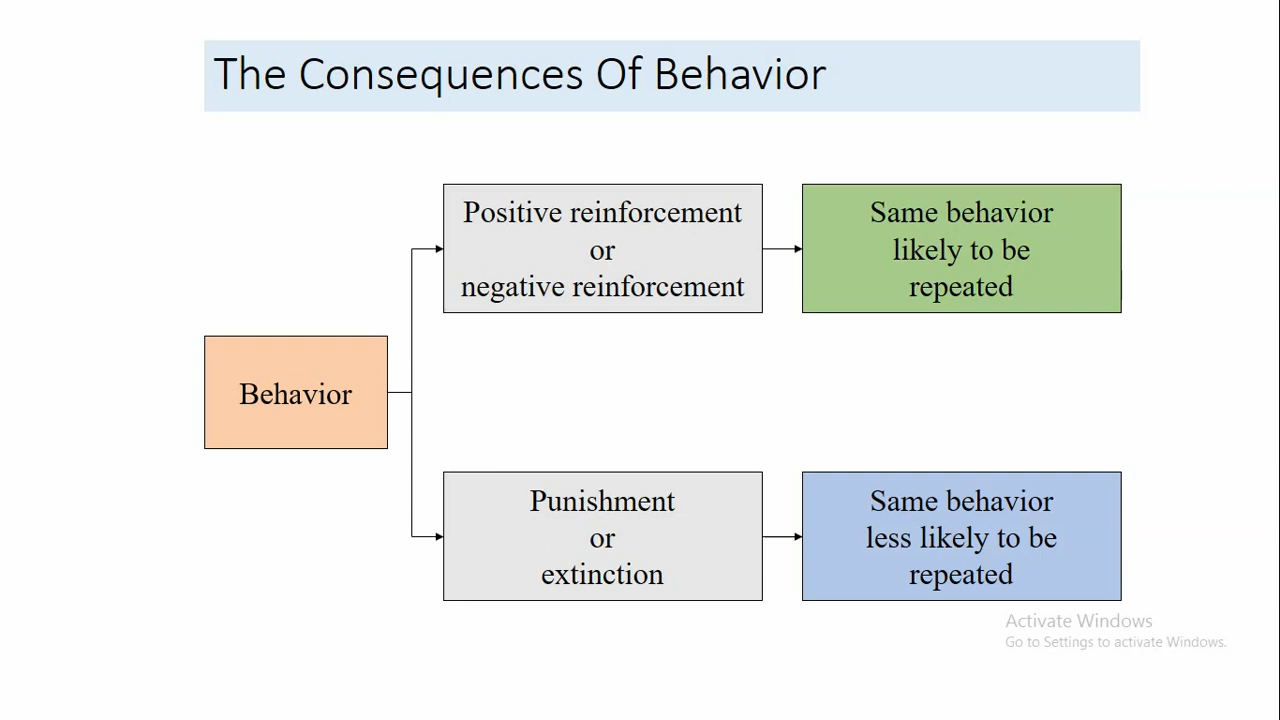 The Consequences Of Behavior
Positive reinforcement
or
negative reinforcement
Same behavior
likely to be
repeated
Behavior
Punishment
or
extinction
Same behavior
less likely to be
repeated
Activate Windows
Go to Settings to activate Windows.